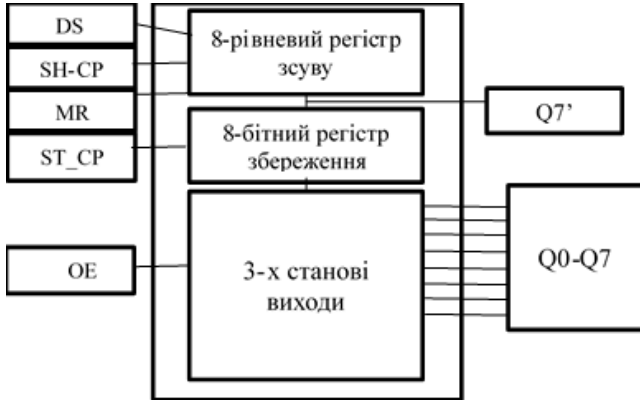 DS
SH-CP
MR
ST_CP
OE
8-рівневий регістр
зсуву
8-бітний регістр
збереження
3-х станові
виходи
Q7’
Q0-Q7